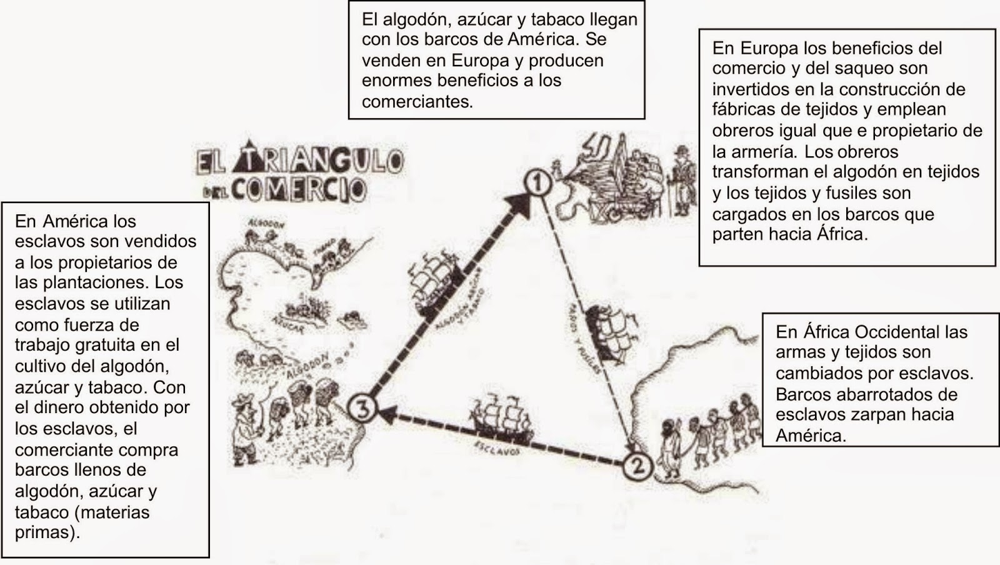 El algodón, azúcar y tabaco llegan
con los barcos de América. Se
venden en Europa y producen
enormes beneficios a los
comerciantes.
En Europa los beneficios del
comercio y del saqueo son
invertidos en la construcción de
fábricas de tejidos y emplean
obreros igual que e propietario de
la armería. Los obreros
transforman el algodón en tejidos
y los tejidos y fusiles son
cargados en los barcos que
parten hacia África.
EL TRIANGULO
DEL COMERCIO
1
En América los
esclavos son vendidos
a los propietarios de
las plantaciones. Los
esclavos se utilizan
como fuerza de
trabajo gratuita en el
cultivo del algodón,
azúcar y tabaco. Con
el dinero obtenido por
los esclavos, el
comerciante compra
barcos llenos de
algodón, azúcar y
tabaco (materias
primas).
ALGODON
TABACO
AZUCAR
ALGODON
ALGODÓN AZUCAR
Y TABACO
PAÑOS Y FUSILES
3
ESCLAVOS
2
En África Occidental las
armas y tejidos son
cambiados por esclavos.
Barcos abarrotados de
esclavos zarpan hacia
América.